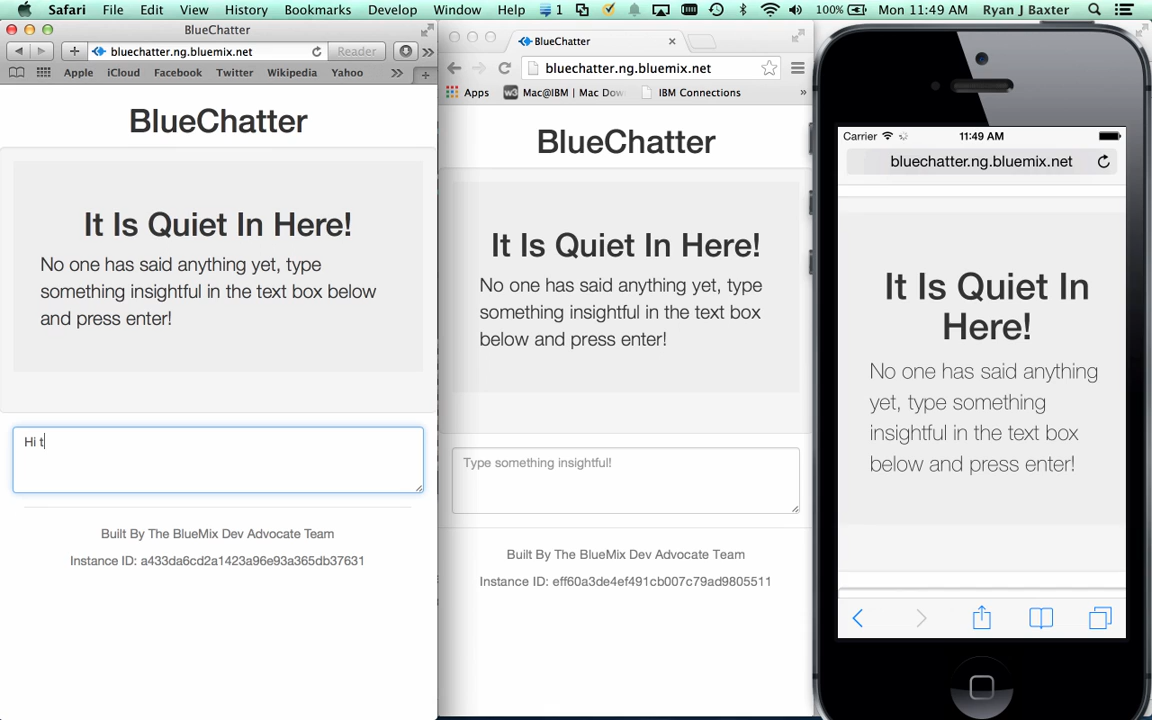 Safari File Edit View History Bookmarks Develop Window Help 1 100% Mon 11:49 AM Ryan J Baxter
BlueChatter
bluechatter.ng.bluemix.net Reader
Apple iCloud Facebook Twitter Wikipedia Yahoo
BlueChatter
It Is Quiet In Here!
No one has said anything yet, type
something insightful in the text box below
and press enter!
Hi t
Built By The BlueMix Dev Advocate Team
Instance ID: a433da6cd2a1423a96e93a365db37631
BlueChatter
bluechatter.ng.bluemix.net
Apps w3 Mac@IBM | Mac Dow IBM Connections
BlueChatter
It Is Quiet In Here!
No one has said anything yet, type
something insightful in the text box
below and press enter!
Type something insightful!
Built By The BlueMix Dev Advocate Team
Instance ID: eff60a3de4ef491cb007c79ad9805511
Carrier 11:49 AM
bluechatter.ng.bluemix.net
It Is Quiet In
Here!
No one has said anything
yet, type something
insightful in the text box
below and press enter!